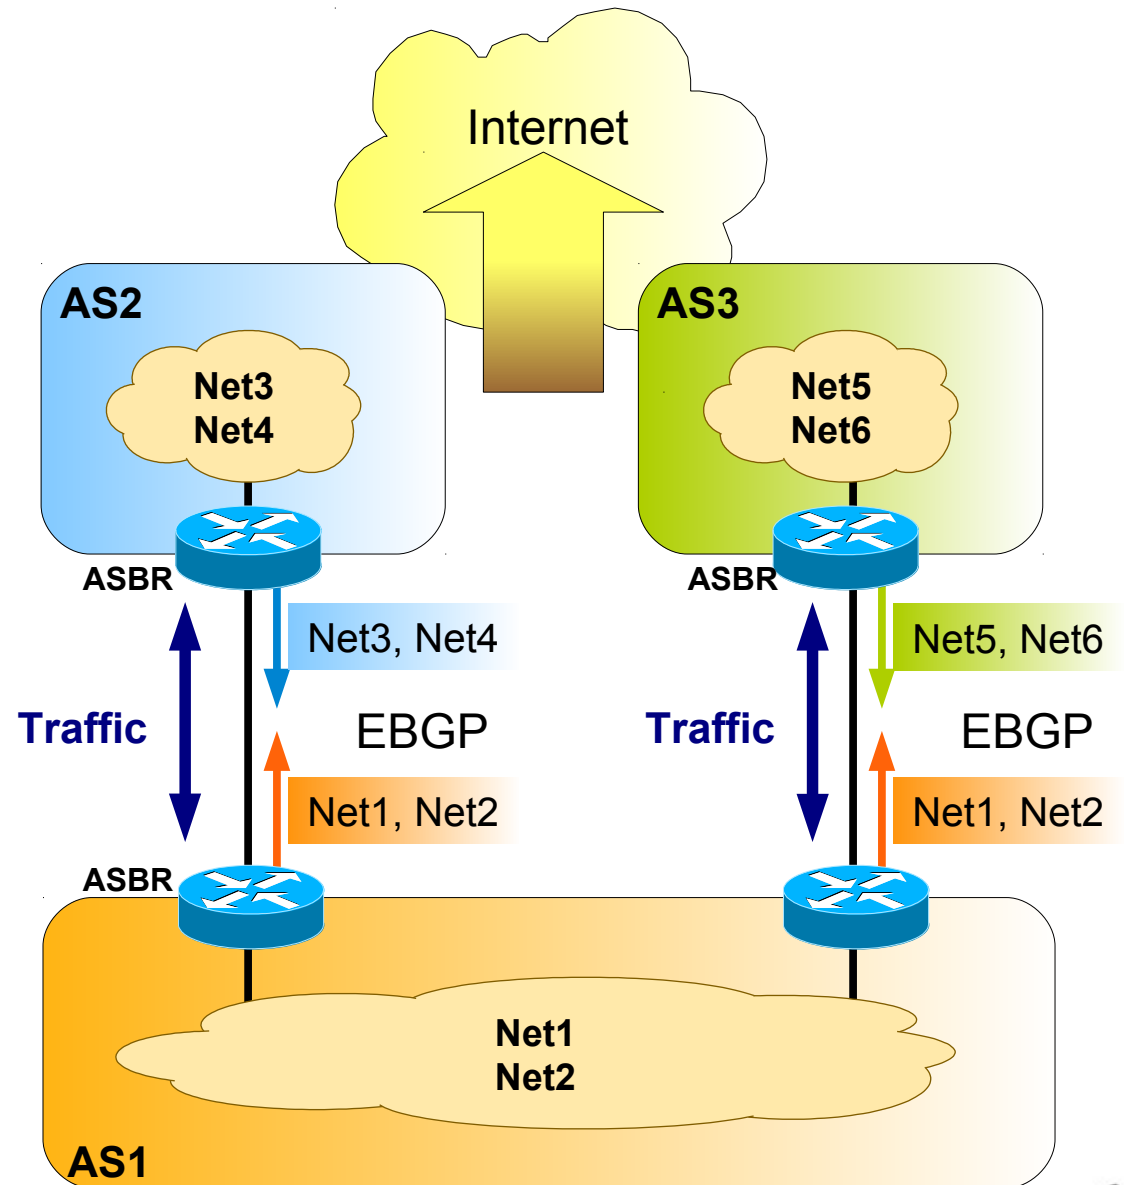 Internet
AS2
AS3
Net3
Net4
Net5
Net6
ASBR
ASBR
Net3, Net4
Net5, Net6
Traffic
EBGP
Traffic
EBGP
Net1, Net2
Net1, Net2
ASBR
Net1
Net2
AS1